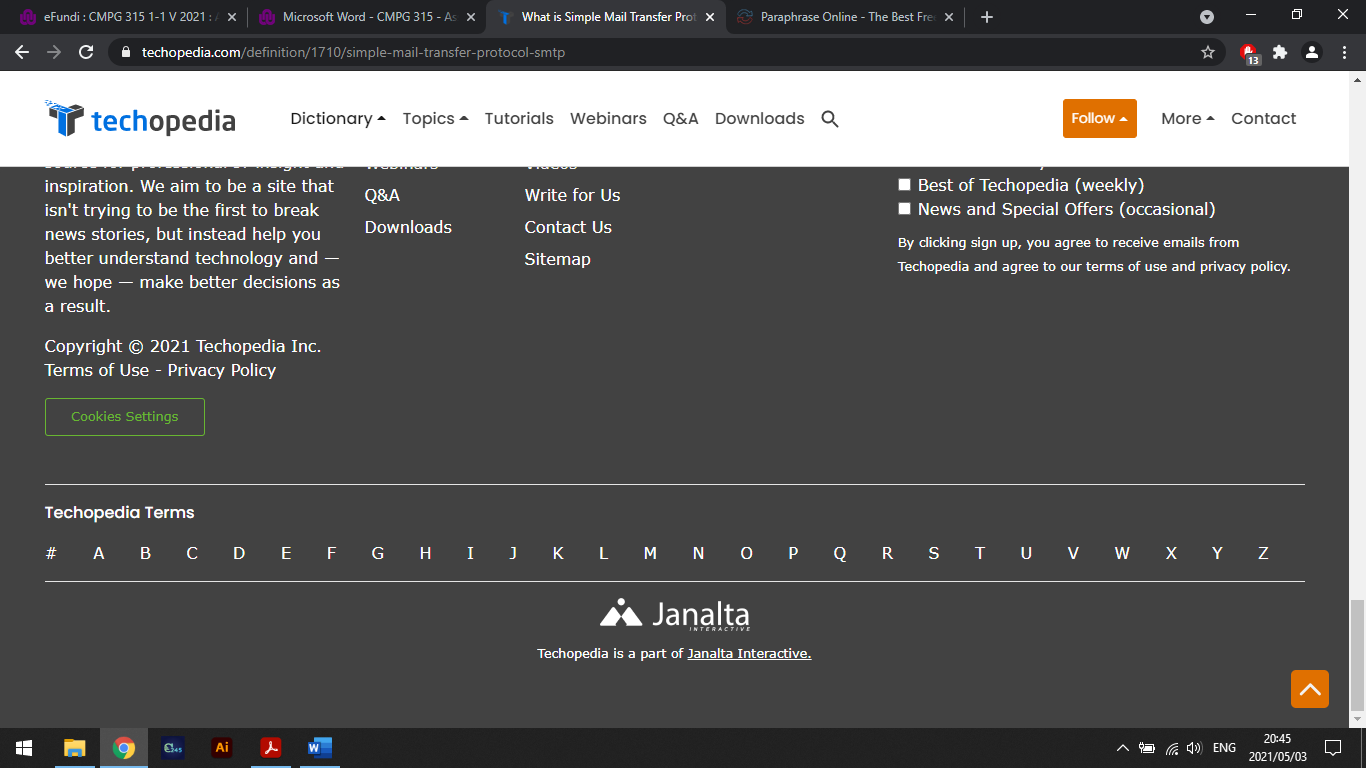 eFundi : CMPG 315 1-1 V 2021 :
Microsoft Word - CMPG 315 - As
What is Simple Mail Transfer Prot
Paraphrase Online - The Best Free
techopedia.com/definition/1710/simple-mail-transfer-protocol-smtp
13
techopedia
Dictionary
Topics
Tutorials
Webinars
Q&A
Downloads
Follow
More
Contact
inspiration. We aim to be a site that
isn't trying to be the first to break
news stories, but instead help you
better understand technology and —
we hope — make better decisions as
a result.
Copyright © 2021 Techopedia Inc.
Terms of Use - Privacy Policy
Cookies Settings
Webinars
Q&A
Downloads
Videos
Write for Us
Contact Us
Sitemap
Best of Techopedia (weekly)
News and Special Offers (occasional)
By clicking sign up, you agree to receive emails from
Techopedia and agree to our terms of use and privacy policy.
Techopedia Terms
# A B C D E F G H I J K L M N O P Q R S T U V W X Y Z
Janalta
INTERACTIVE
Techopedia is a part of Janalta Interactive.
Ai
ENG
20:45
2021/05/03